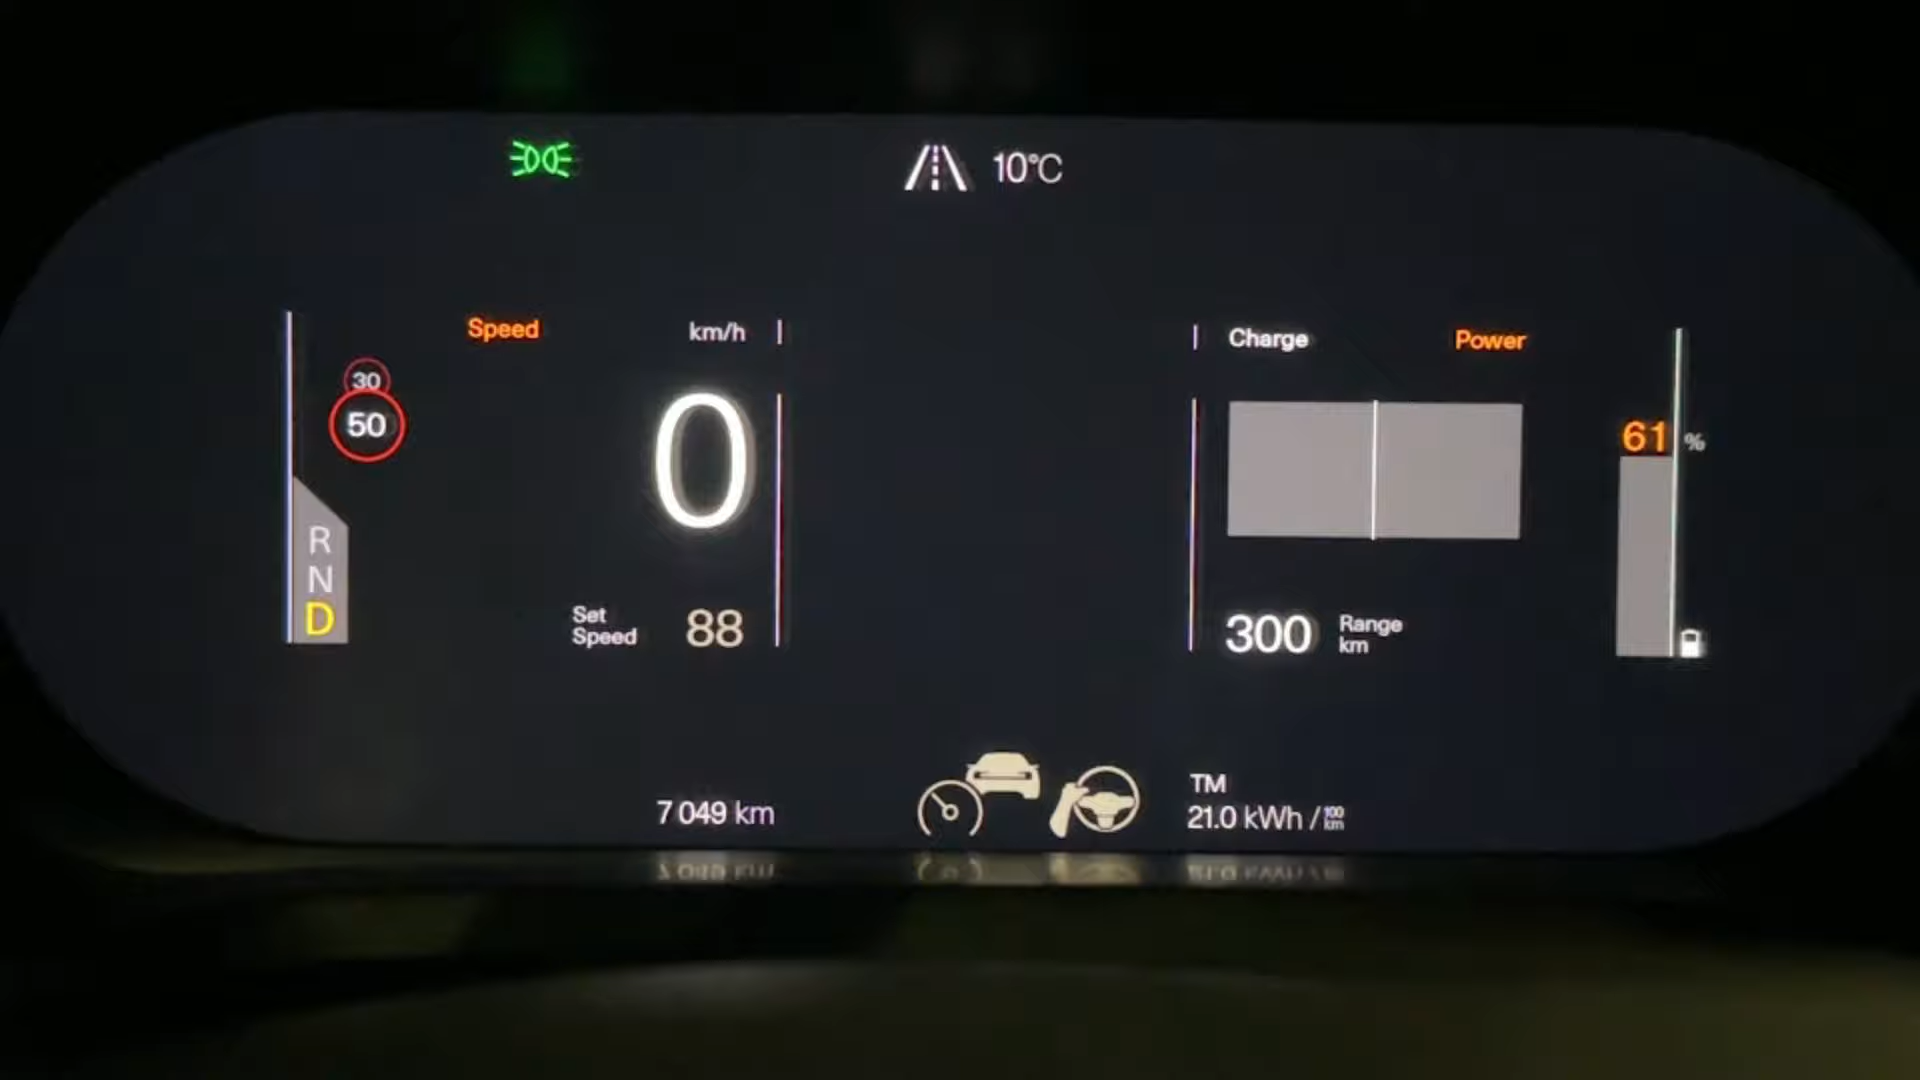 10°C
Speed km/h
Charge Power
30
50
0
61 %
R
N
D
Set
Speed
88
300
Range
km
TM
7 049 km
21.0 kWh / 100 km